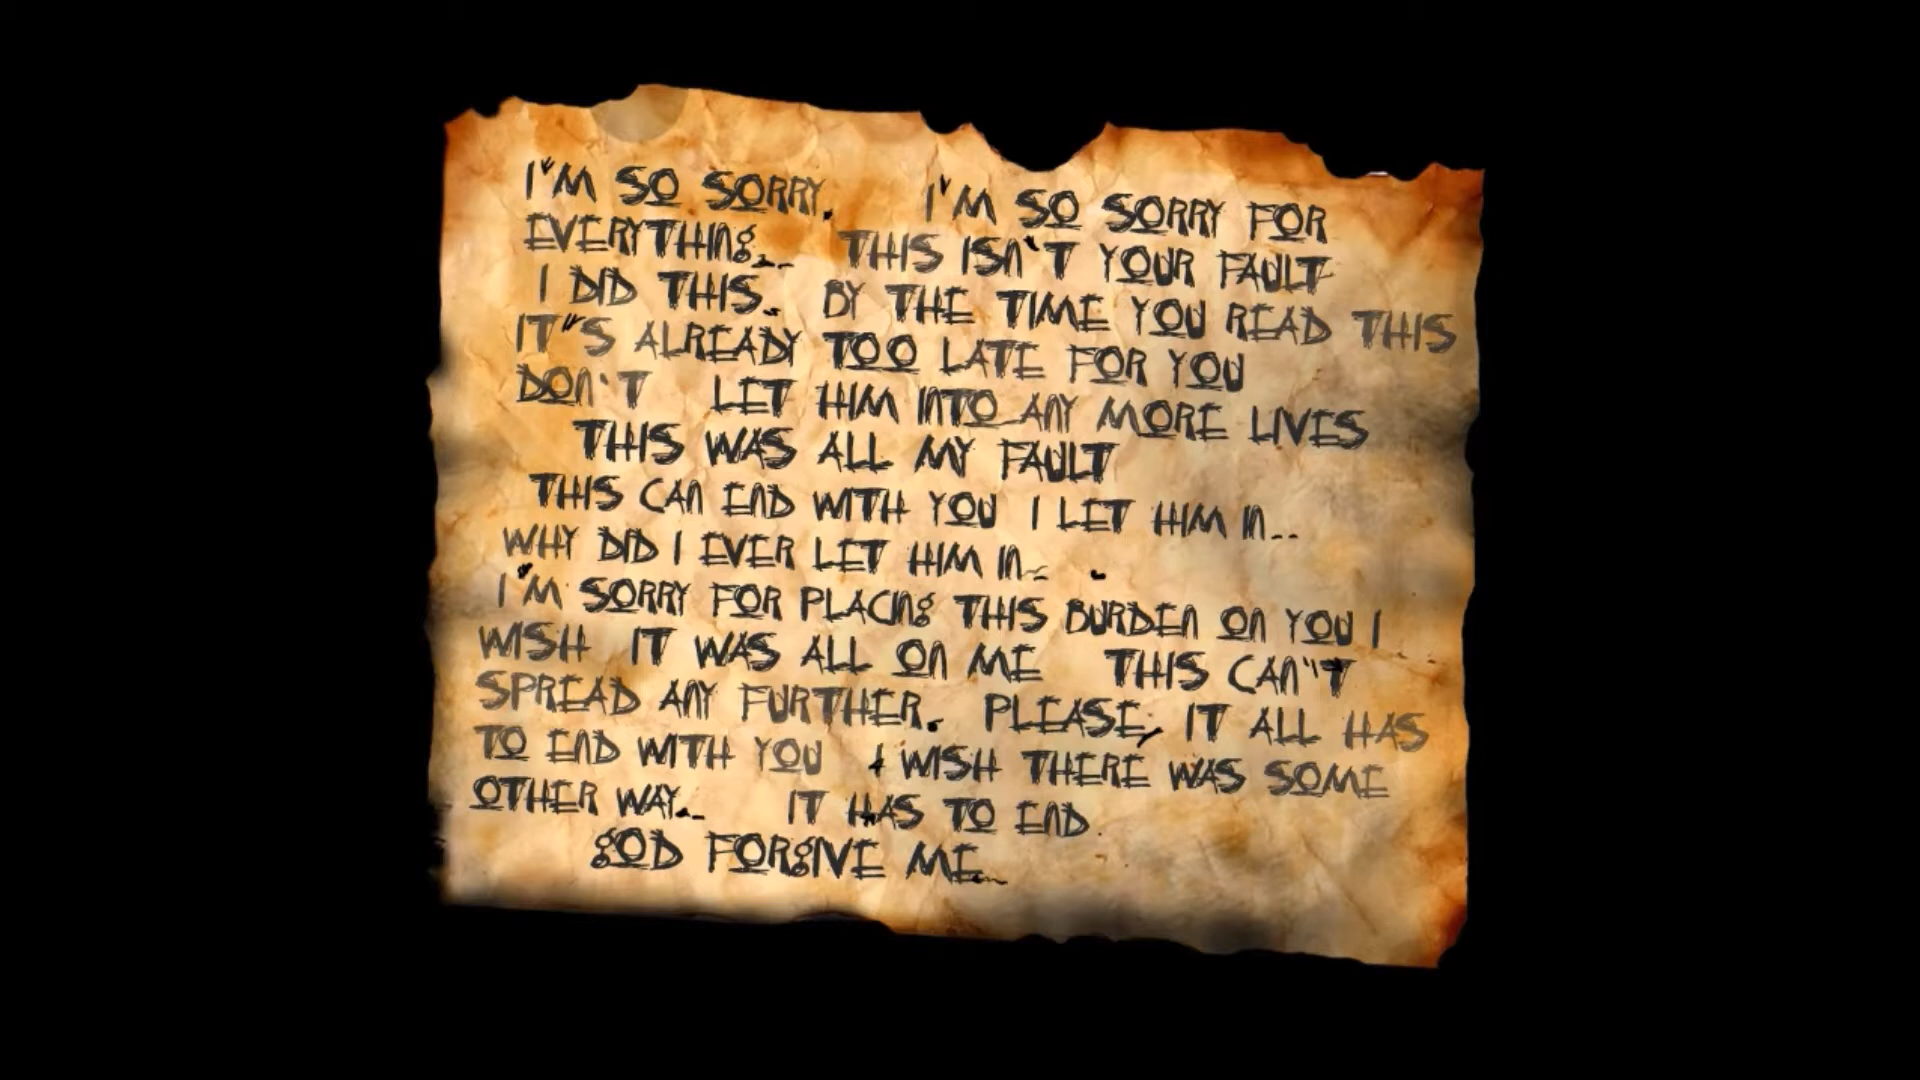 I'M SO SORRY. I'M SO SORRY FOR
EVERYTHING... THIS ISN'T YOUR FAULT
I DID THIS.. BY THE TIME YOU READ THIS
IT"S ALREADY TOO LATE FOR YOU
DON'T LET HIM INTO ANY MORE LIVES
THIS WAS ALL MY FAULT
THIS CAN END WITH YOU I LET HIM IN...
WHY DID I EVER LET HIM IN..
I'M SORRY FOR PLACING THIS BURDEN ON YOU I
WISH IT WAS ALL ON ME THIS CAN'T
SPREAD ANY FURTHER. PLEASE, IT ALL HAS
TO END WITH YOU I WISH THERE WAS SOME
OTHER WAY... IT HAS TO END.
GOD FORGIVE ME...